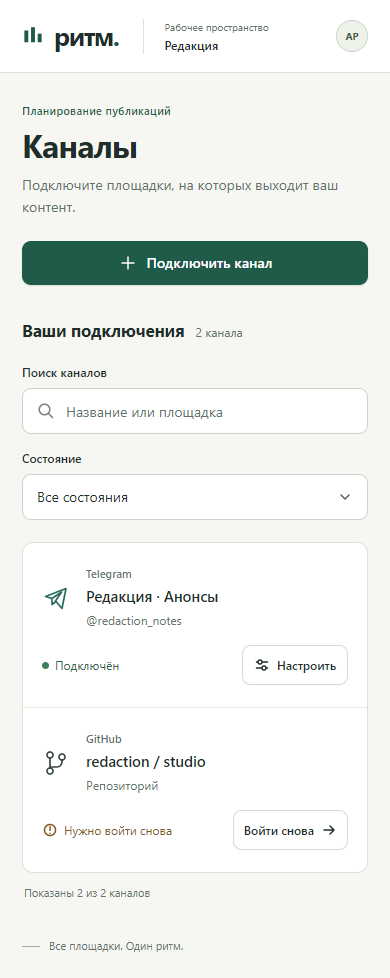 ритм.
Рабочее пространство
Редакция
АР
Планирование публикаций
Каналы
Подключите площадки, на которых выходит ваш
контент.
Подключить канал
Ваши подключения 2 канала
Поиск каналов
Название или площадка
Состояние
Все состояния
Telegram
Редакция · Анонсы
@redaction_notes
Подключён
Настроить
GitHub
redaction / studio
Репозиторий
Нужно войти снова
Войти снова
Показаны 2 из 2 каналов
Все площадки. Один ритм.